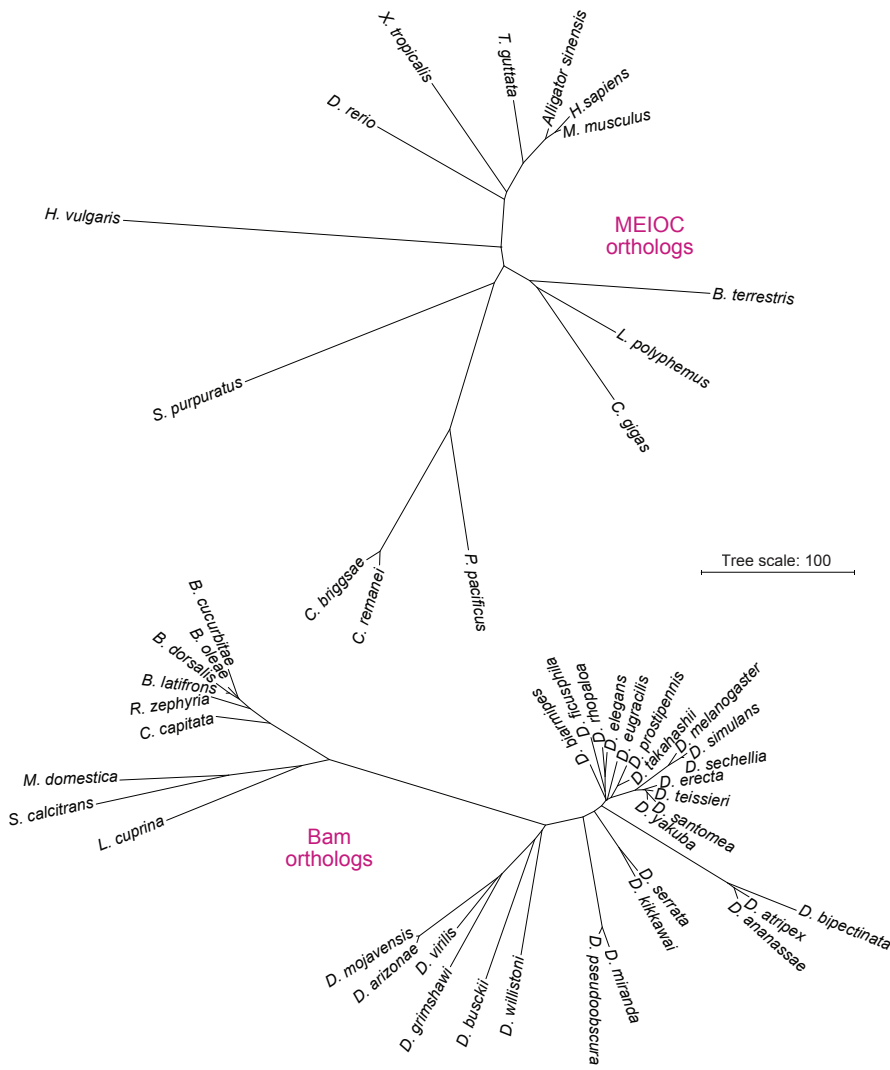 X. tropicalis
T. guttata
Alligator sinensis
H.sapiens
M. musculus
D. rerio
H. vulgaris
MEIOC
orthologs
B. terrestris
L. polyphemus
C. gigas
S. purpuratus
C. briggsae
C. remanei
P. pacificus
Tree scale: 100
B. cucurbitae
B. oleae
B. dorsalis
B. latifrons
R. zephyria
C. capitata
M. domestica
S. calcitrans
L. cuprina
Bam
orthologs
D. biarmipes
D. ficusphila
D. rhopaloa
D. elegans
D. eugracilis
D. prostipennis
D. takahashii
D. melanogaster
D. simulans
D. sechellia
D. erecta
D. teissieri
D. santomea
D. yakuba
D. bipectinata
D. atripex
D. ananassae
D. serrata
D. kikkawai
D. miranda
D. pseudoobscura
D. willistoni
D. busckii
D. grimshawi
D. virilis
D. arizonae
D. mojavensis